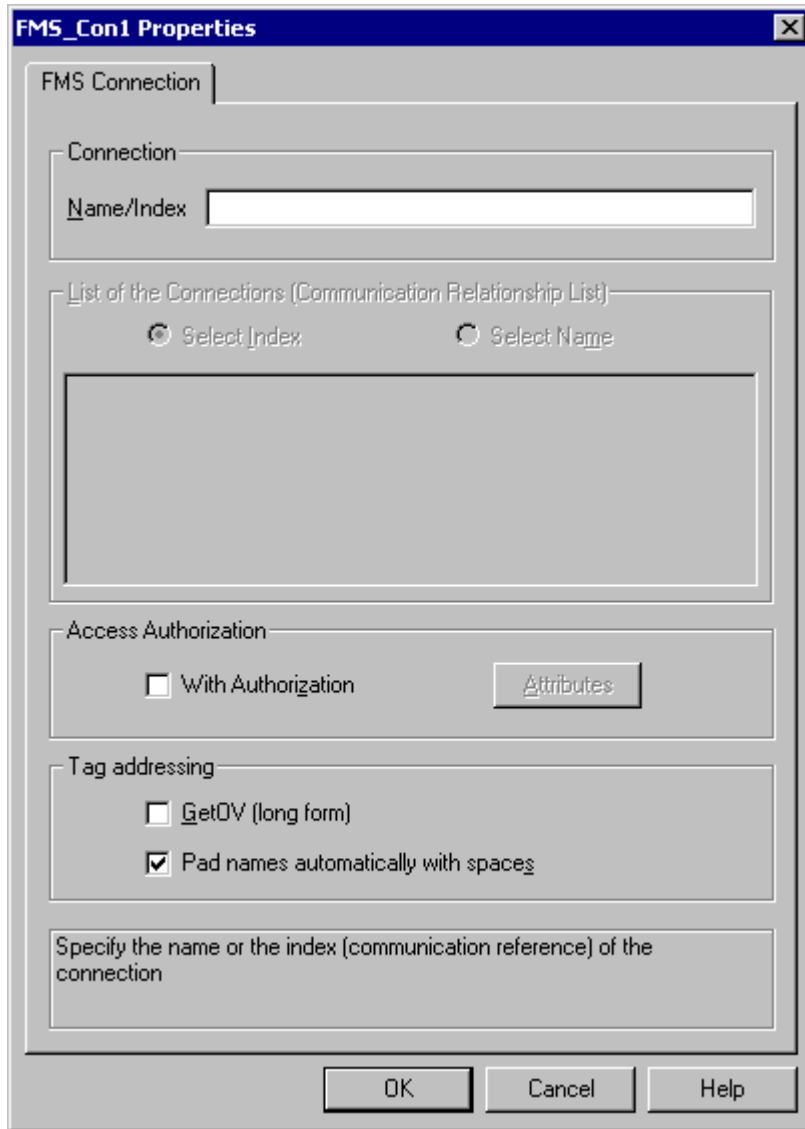 FMS_Con1 Properties
FMS Connection
Connection
Name/Index
List of the Connections (Communication Relationship List)
Select Index
Select Name
Access Authorization
With Authorization
Attributes
Tag addressing
GetOV (long form)
Pad names automatically with spaces
Specify the name or the index (communication reference) of the
connection
OK
Cancel
Help